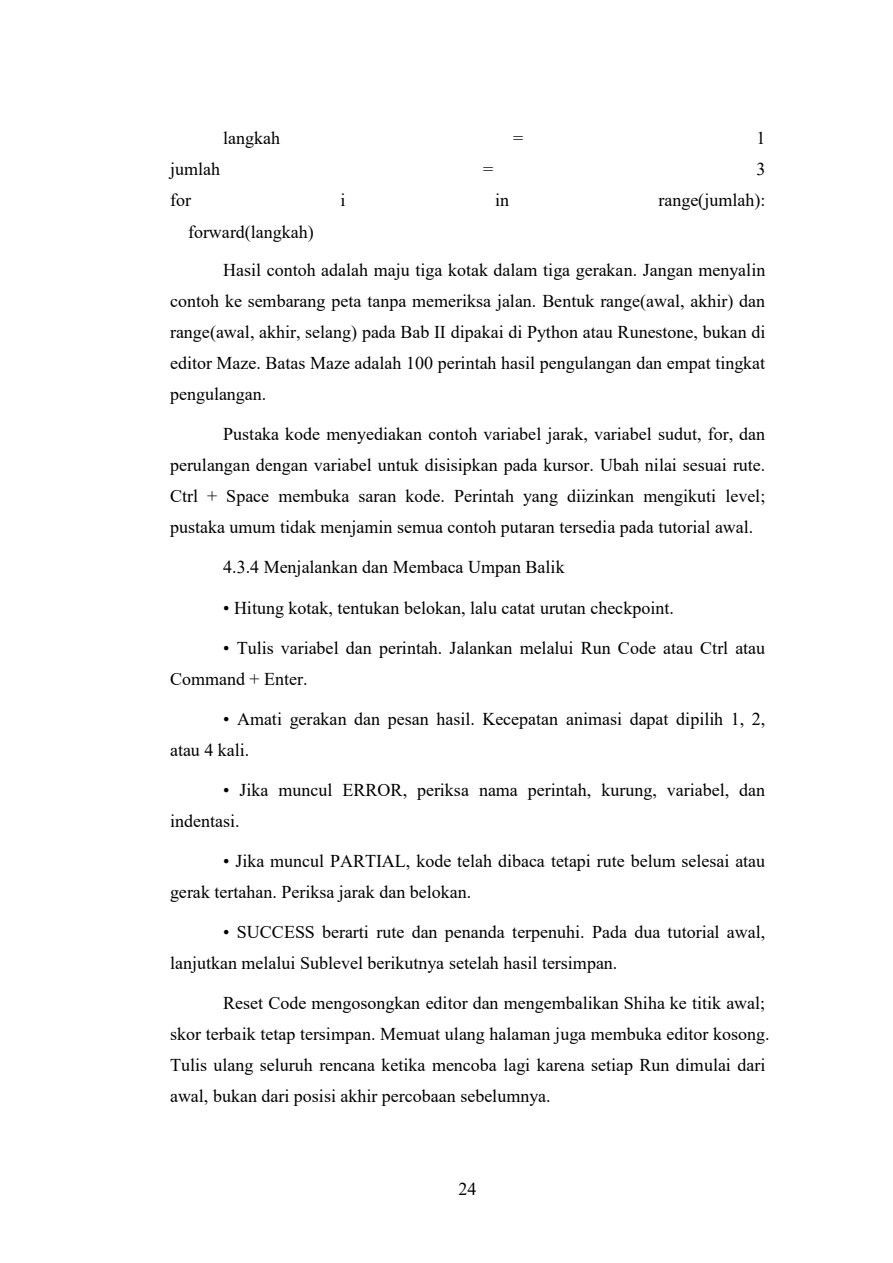 langkah = 1
jumlah = 3
for i in range(jumlah):
forward(langkah)
Hasil contoh adalah maju tiga kotak dalam tiga gerakan. Jangan menyalin
contoh ke sembarang peta tanpa memeriksa jalan. Bentuk range(awal, akhir) dan
range(awal, akhir, selang) pada Bab II dipakai di Python atau Runestone, bukan di
editor Maze. Batas Maze adalah 100 perintah hasil pengulangan dan empat tingkat
pengulangan.
Pustaka kode menyediakan contoh variabel jarak, variabel sudut, for, dan
perulangan dengan variabel untuk disisipkan pada kursor. Ubah nilai sesuai rute.
Ctrl + Space membuka saran kode. Perintah yang diizinkan mengikuti level;
pustaka umum tidak menjamin semua contoh putaran tersedia pada tutorial awal.
4.3.4 Menjalankan dan Membaca Umpan Balik
• Hitung kotak, tentukan belokan, lalu catat urutan checkpoint.
• Tulis variabel dan perintah. Jalankan melalui Run Code atau Ctrl atau
Command + Enter.
• Amati gerakan dan pesan hasil. Kecepatan animasi dapat dipilih 1, 2,
atau 4 kali.
• Jika muncul ERROR, periksa nama perintah, kurung, variabel, dan
indentasi.
• Jika muncul PARTIAL, kode telah dibaca tetapi rute belum selesai atau
gerak tertahan. Periksa jarak dan belokan.
• SUCCESS berarti rute dan penanda terpenuhi. Pada dua tutorial awal,
lanjutkan melalui Sublevel berikutnya setelah hasil tersimpan.
Reset Code mengosongkan editor dan mengembalikan Shiha ke titik awal;
skor terbaik tetap tersimpan. Memuat ulang halaman juga membuka editor kosong.
Tulis ulang seluruh rencana ketika mencoba lagi karena setiap Run dimulai dari
awal, bukan dari posisi akhir percobaan sebelumnya.
24